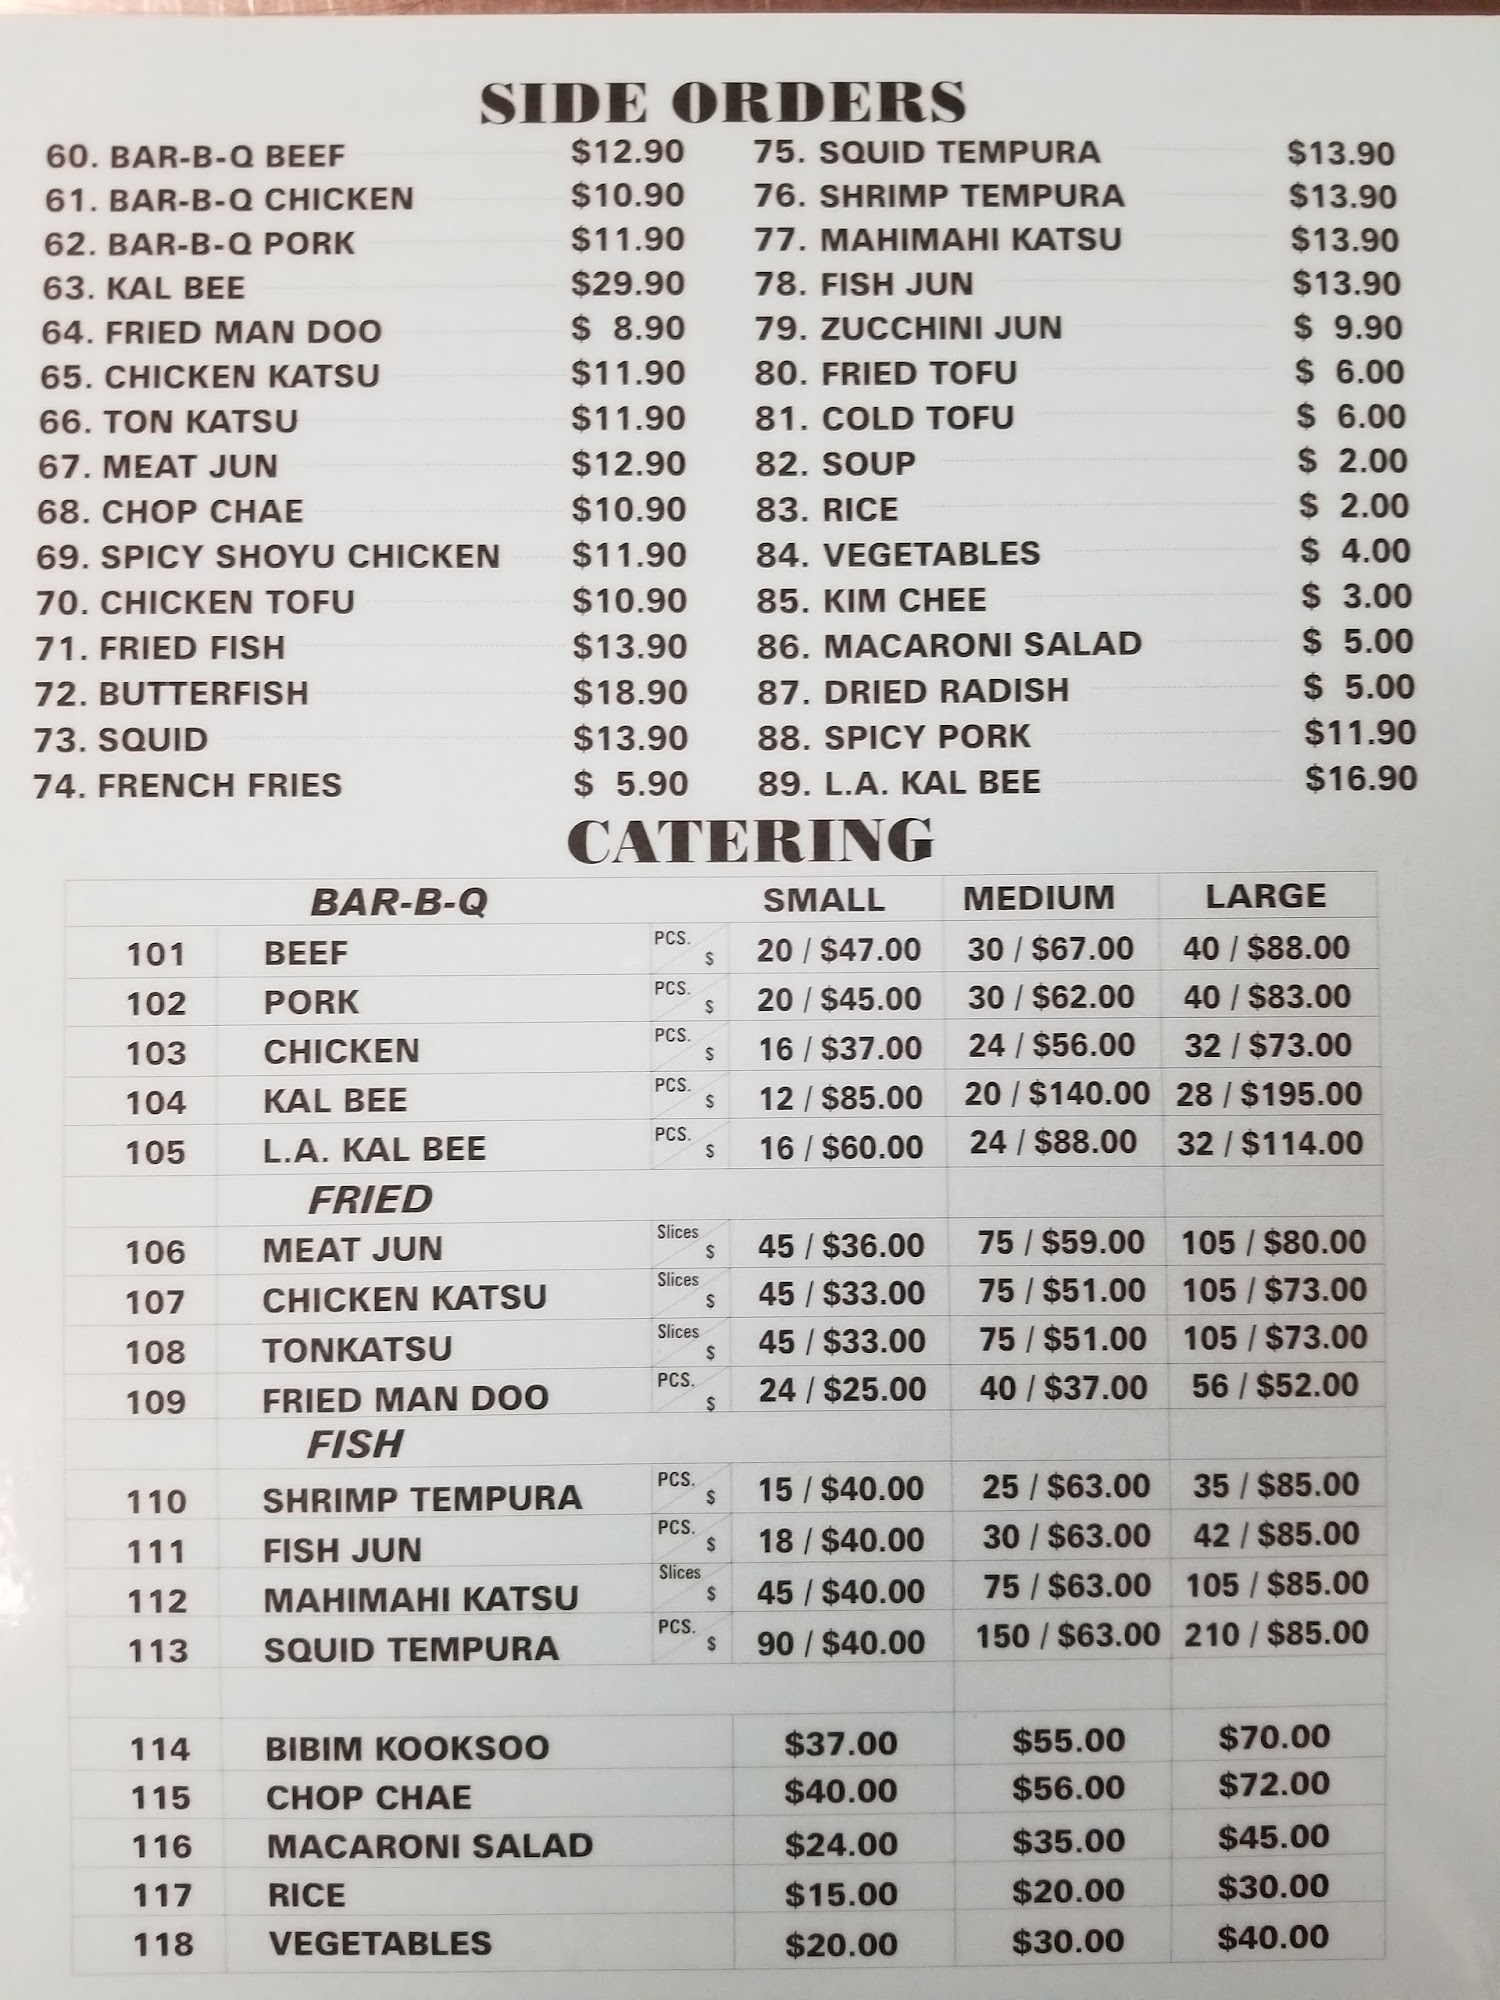 SIDE ORDERS
60. BAR-B-Q BEEF $12.90
61. BAR-B-Q CHICKEN $10.90
62. BAR-B-Q PORK $11.90
63. KAL BEE $29.90
64. FRIED MAN DOO $ 8.90
65. CHICKEN KATSU $11.90
66. TON KATSU $11.90
67. MEAT JUN $12.90
68. CHOP CHAE $10.90
69. SPICY SHOYU CHICKEN $11.90
70. CHICKEN TOFU $10.90
71. FRIED FISH $13.90
72. BUTTERFISH $18.90
73. SQUID $13.90
74. FRENCH FRIES $ 5.90
75. SQUID TEMPURA $13.90
76. SHRIMP TEMPURA $13.90
77. MAHIMAHI KATSU $13.90
78. FISH JUN $13.90
79. ZUCCHINI JUN $ 9.90
80. FRIED TOFU $ 6.00
81. COLD TOFU $ 6.00
82. SOUP $ 2.00
83. RICE $ 2.00
84. VEGETABLES $ 4.00
85. KIM CHEE $ 3.00
86. MACARONI SALAD $ 5.00
87. DRIED RADISH $ 5.00
88. SPICY PORK $11.90
89. L.A. KAL BEE $16.90
CATERING
BAR-B-Q SMALL MEDIUM LARGE
101 BEEF PCS. $ 20 / $47.00 30 / $67.00 40 / $88.00
102 PORK PCS. $ 20 / $45.00 30 / $62.00 40 / $83.00
103 CHICKEN PCS. $ 16 / $37.00 24 / $56.00 32 / $73.00
104 KAL BEE PCS. $ 12 / $85.00 20 / $140.00 28 / $195.00
105 L.A. KAL BEE PCS. $ 16 / $60.00 24 / $88.00 32 / $114.00
FRIED
106 MEAT JUN Slices $ 45 / $36.00 75 / $59.00 105 / $80.00
107 CHICKEN KATSU Slices $ 45 / $33.00 75 / $51.00 105 / $73.00
108 TONKATSU Slices $ 45 / $33.00 75 / $51.00 105 / $73.00
109 FRIED MAN DOO PCS. $ 24 / $25.00 40 / $37.00 56 / $52.00
FISH
110 SHRIMP TEMPURA PCS. $ 15 / $40.00 25 / $63.00 35 / $85.00
111 FISH JUN PCS. $ 18 / $40.00 30 / $63.00 42 / $85.00
112 MAHIMAHI KATSU Slices $ 45 / $40.00 75 / $63.00 105 / $85.00
113 SQUID TEMPURA PCS. $ 90 / $40.00 150 / $63.00 210 / $85.00
114 BIBIM KOOKSOO $37.00 $55.00 $70.00
115 CHOP CHAE $40.00 $56.00 $72.00
116 MACARONI SALAD $24.00 $35.00 $45.00
117 RICE $15.00 $20.00 $30.00
118 VEGETABLES $20.00 $30.00 $40.00